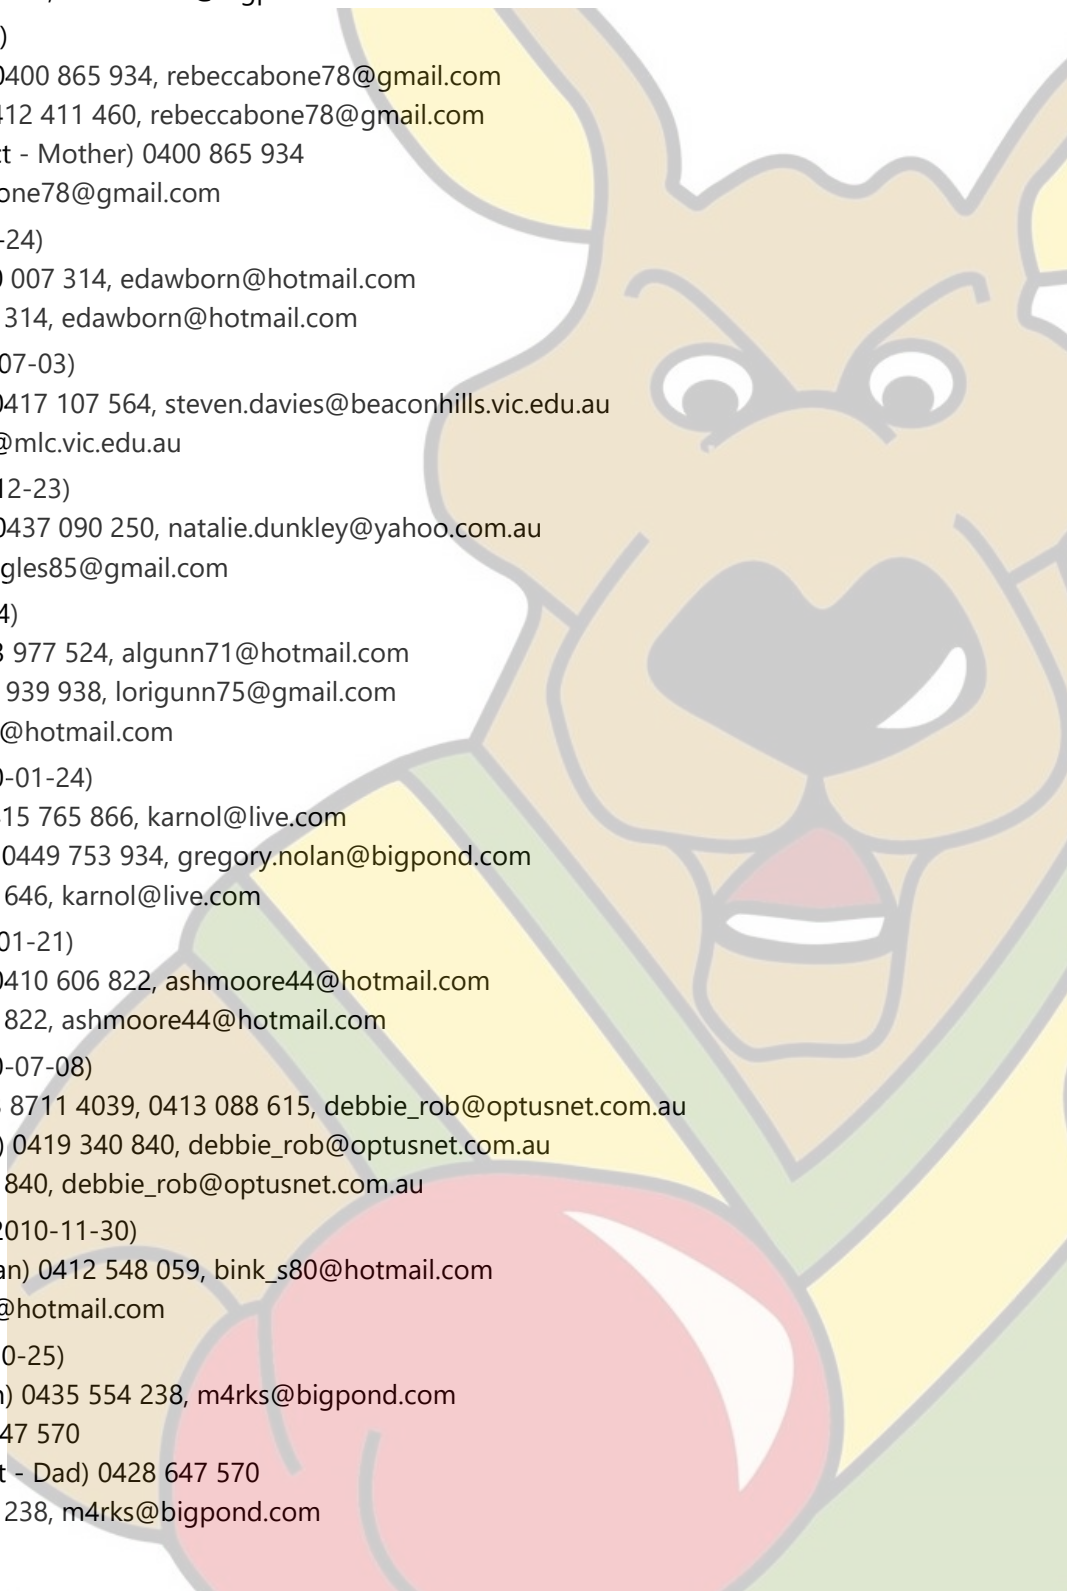 )
0400 865 934, rebeccabone78@gmail.com
412 411 460, rebeccabone78@gmail.com
ct - Mother) 0400 865 934
one78@gmail.com
-24)
007 314, edawborn@hotmail.com
314, edawborn@hotmail.com
07-03)
0417 107 564, steven.davies@beaconhills.vic.edu.au
@mlc.vic.edu.au
12-23)
0437 090 250, natalie.dunkley@yahoo.com.au
gles85@gmail.com
4)
977 524, algunn71@hotmail.com
939 938, lorigunn75@gmail.com
@hotmail.com
-01-24)
15 765 866, karnol@live.com
0449 753 934, gregory.nolan@bigpond.com
646, karnol@live.com
01-21)
0410 606 822, ashmoore44@hotmail.com
822, ashmoore44@hotmail.com
-07-08)
8711 4039, 0413 088 615, debbie_rob@optusnet.com.au
) 0419 340 840, debbie_rob@optusnet.com.au
840, debbie_rob@optusnet.com.au
2010-11-30)
an) 0412 548 059, bink_s80@hotmail.com
@hotmail.com
0-25)
) 0435 554 238, m4rks@bigpond.com
47 570
t - Dad) 0428 647 570
238, m4rks@bigpond.com